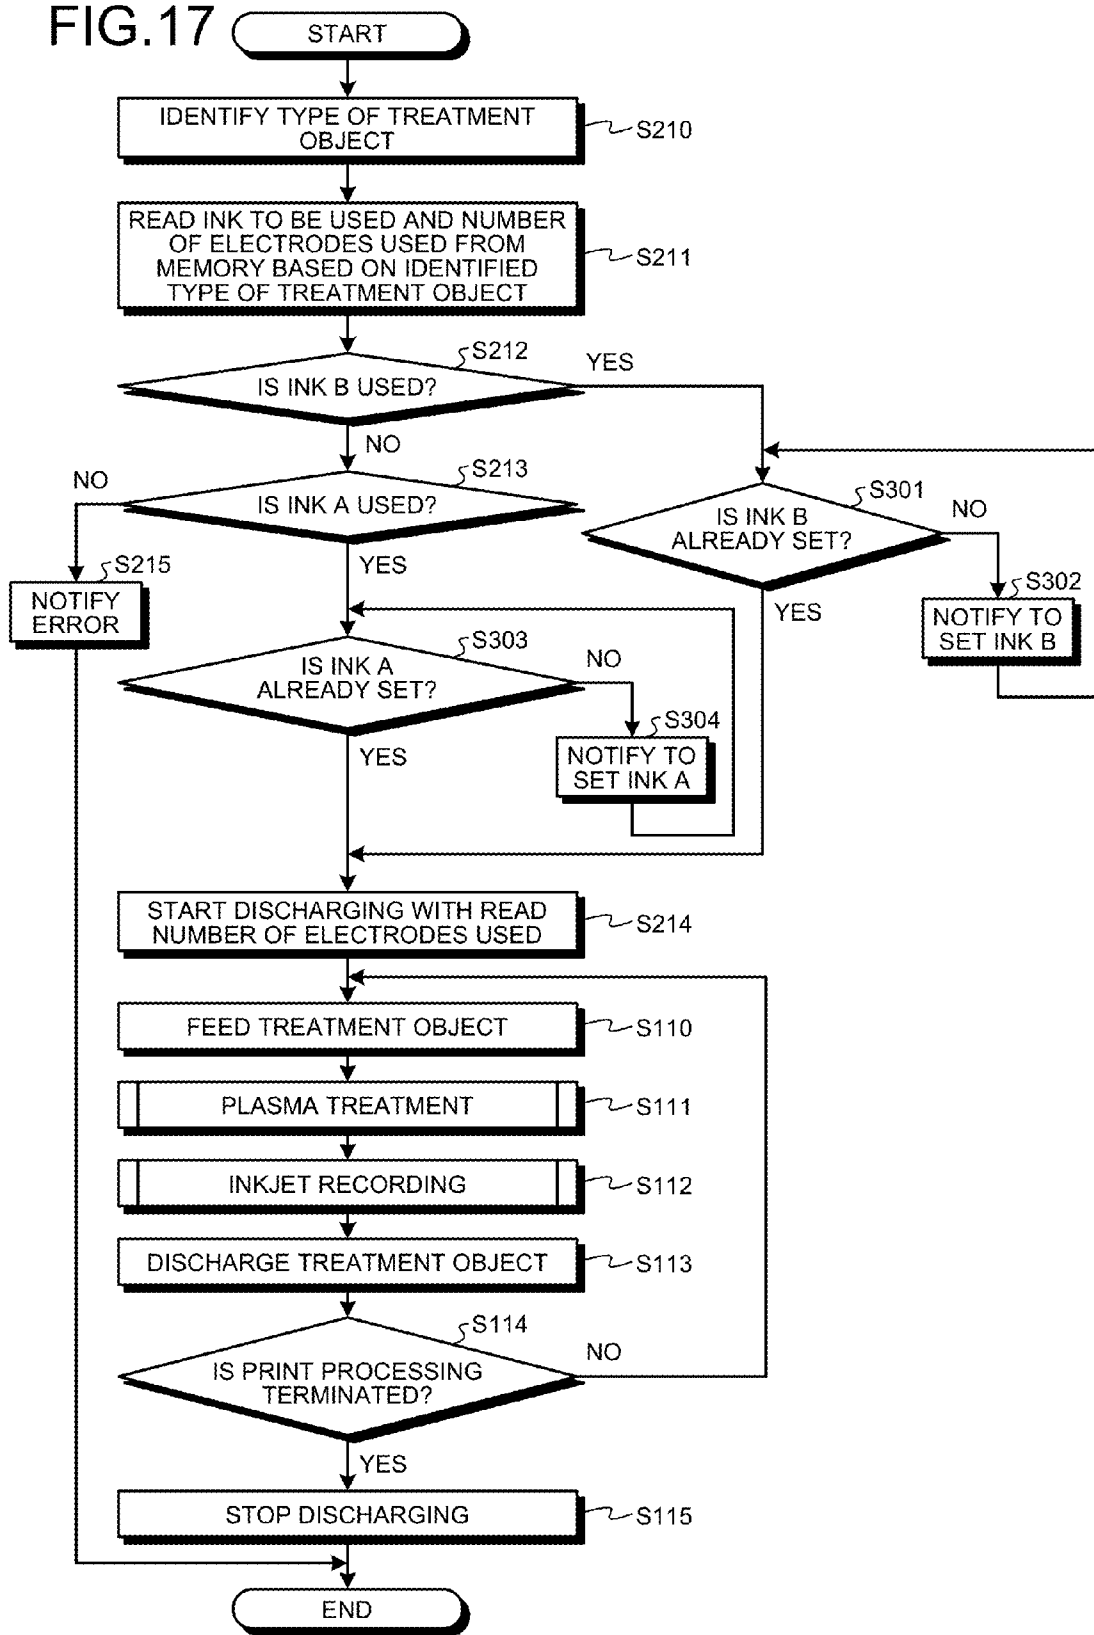 FIG.17
START
IDENTIFY TYPE OF TREATMENT
OBJECT
S210
READ INK TO BE USED AND NUMBER
OF ELECTRODES USED FROM
MEMORY BASED ON IDENTIFIED
TYPE OF TREATMENT OBJECT
S211
S212
IS INK B USED?
YES
NO
S213
IS INK A USED?
NO
YES
S215
NOTIFY
ERROR
S301
IS INK B
ALREADY SET?
NO
YES
S302
NOTIFY TO
SET INK B
S303
IS INK A
ALREADY SET?
NO
YES
S304
NOTIFY TO
SET INK A
START DISCHARGING WITH READ
NUMBER OF ELECTRODES USED
S214
FEED TREATMENT OBJECT
S110
PLASMA TREATMENT
S111
INKJET RECORDING
S112
DISCHARGE TREATMENT OBJECT
S113
S114
IS PRINT PROCESSING
TERMINATED?
NO
YES
STOP DISCHARGING
S115
END